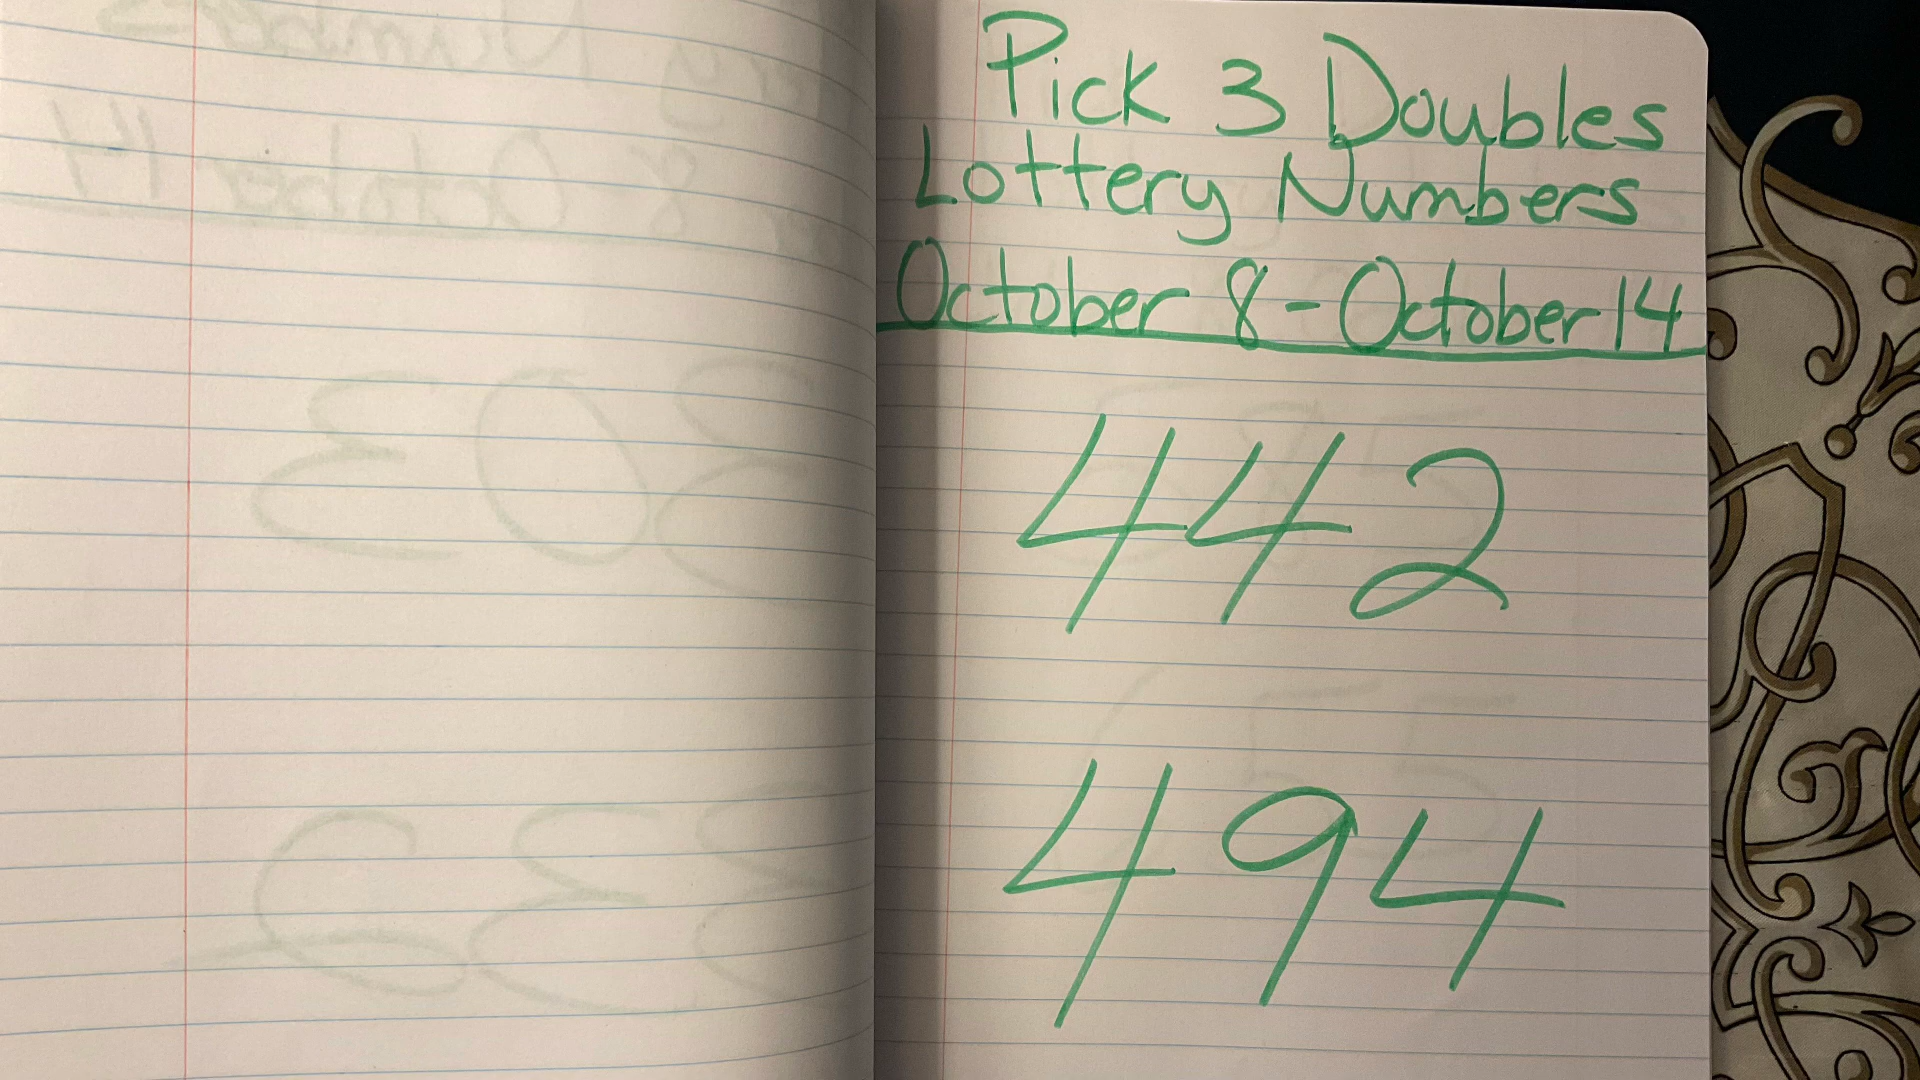 Pick 3 Doubles
Lottery Numbers
October 8 - October 14
442
494